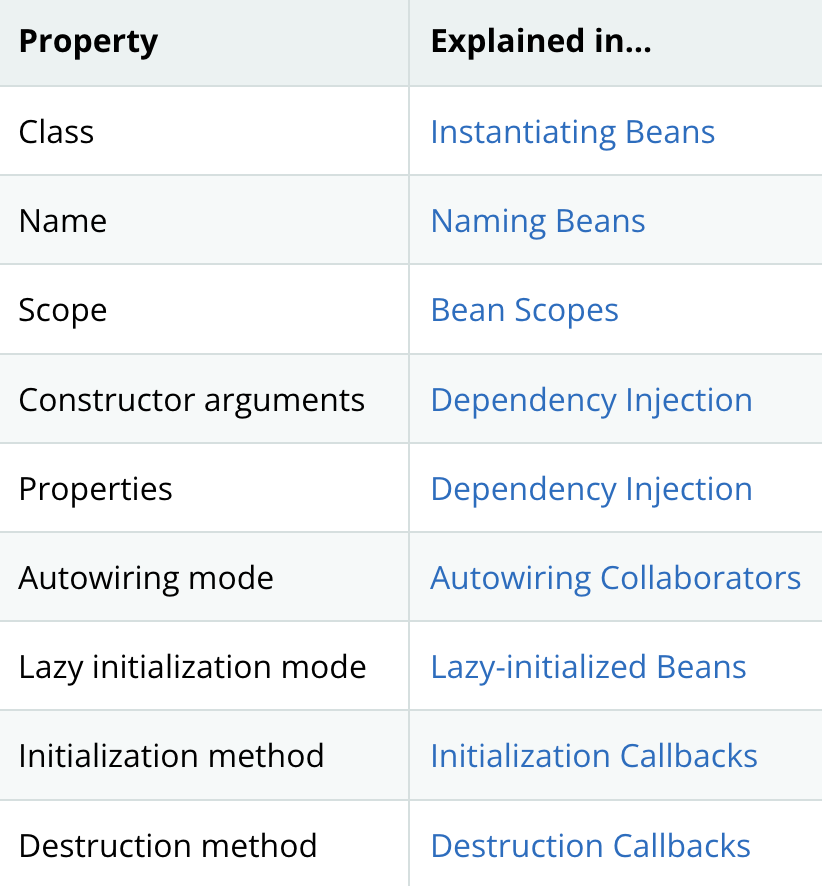 Property Explained in...
Class Instantiating Beans
Name Naming Beans
Scope Bean Scopes
Constructor arguments Dependency Injection
Properties Dependency Injection
Autowiring mode Autowiring Collaborators
Lazy initialization mode Lazy-initialized Beans
Initialization method Initialization Callbacks
Destruction method Destruction Callbacks